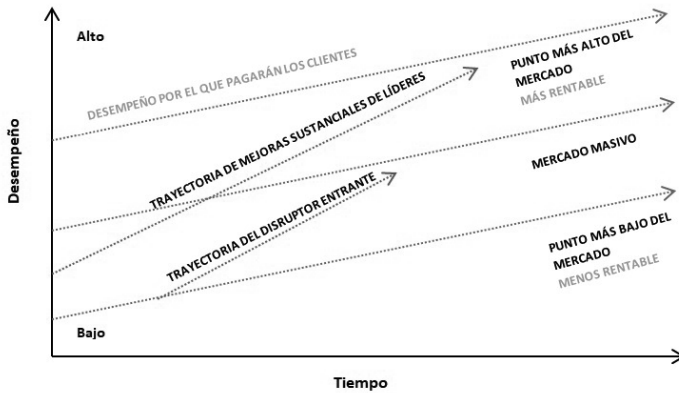 Alto
DESEMPEÑO POR EL QUE PAGARÁN LOS CLIENTES
TRAYECTORIA DE MEJORAS SUSTANCIALES DE LÍDERES
PUNTO MÁS ALTO DEL
MERCADO
MÁS RENTABLE
Desempeño
MERCADO MASIVO
TRAYECTORIA DEL DISRUPTOR ENTRANTE
PUNTO MÁS BAJO DEL
MERCADO
MENOS RENTABLE
Bajo
Tiempo